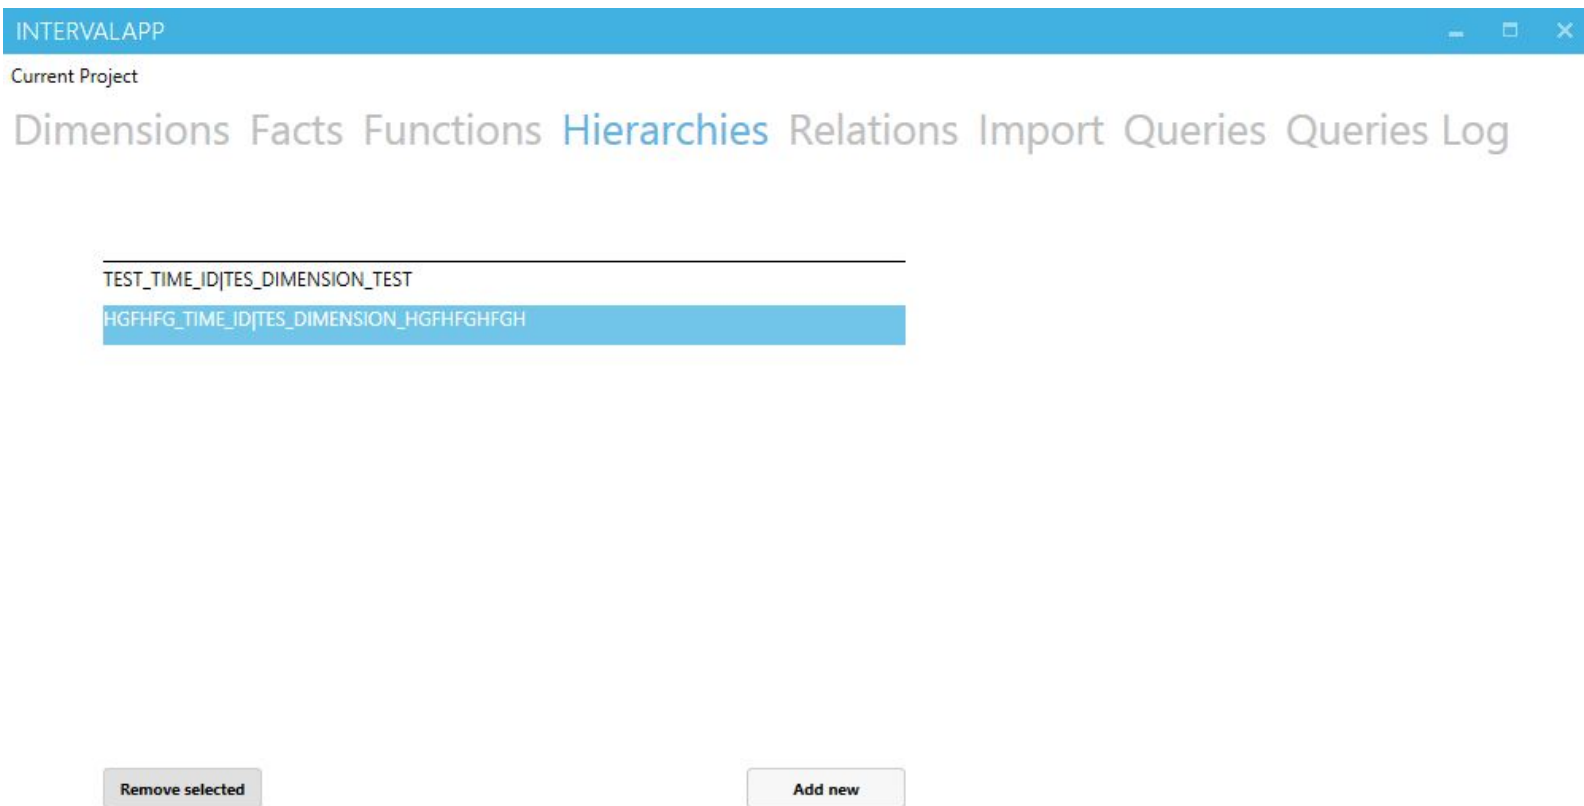 INTERVALAPP
Current Project
Dimensions Facts Functions Hierarchies Relations Import Queries Queries Log
TEST_TIME_ID|TES_DIMENSION_TEST
HGFHFG_TIME_ID|TES_DIMENSION_HGFHFGHFGH
Remove selected Add new